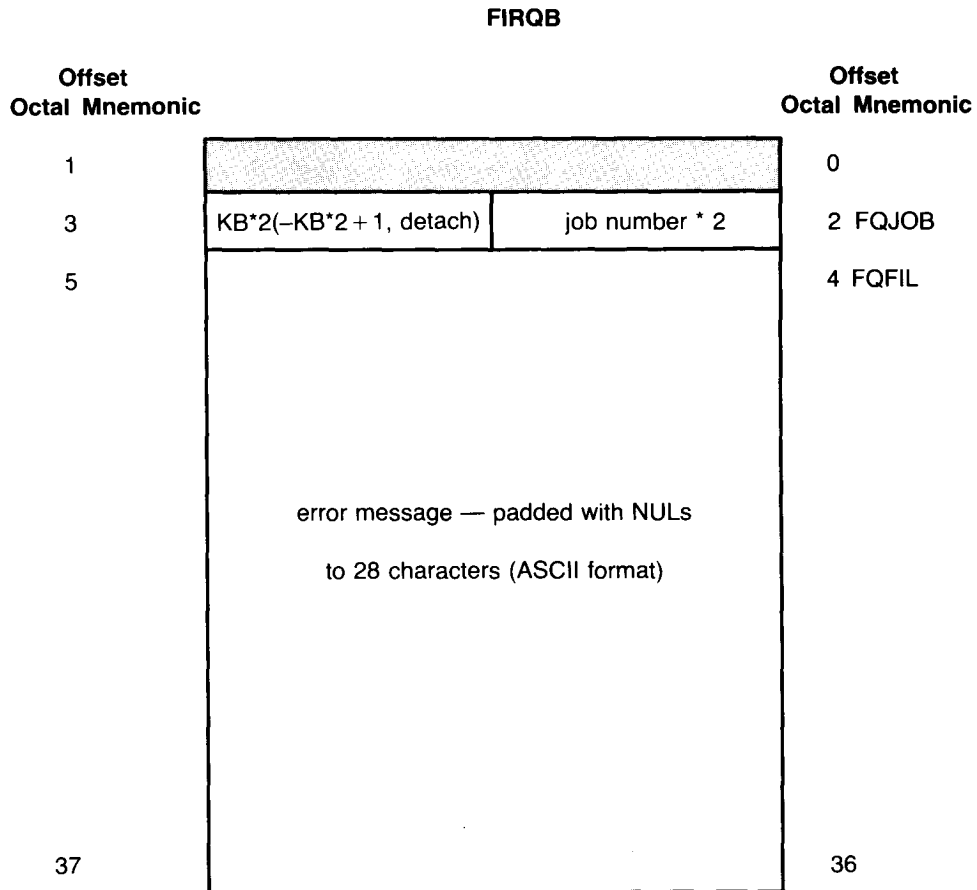 FIRQB
Offset Offset
Octal Mnemonic Octal Mnemonic
1 0
3 KB*2(–KB*2+1, detach) job number * 2 2 FQJOB
5 4 FQFIL
error message — padded with NULs
to 28 characters (ASCII format)
37 36